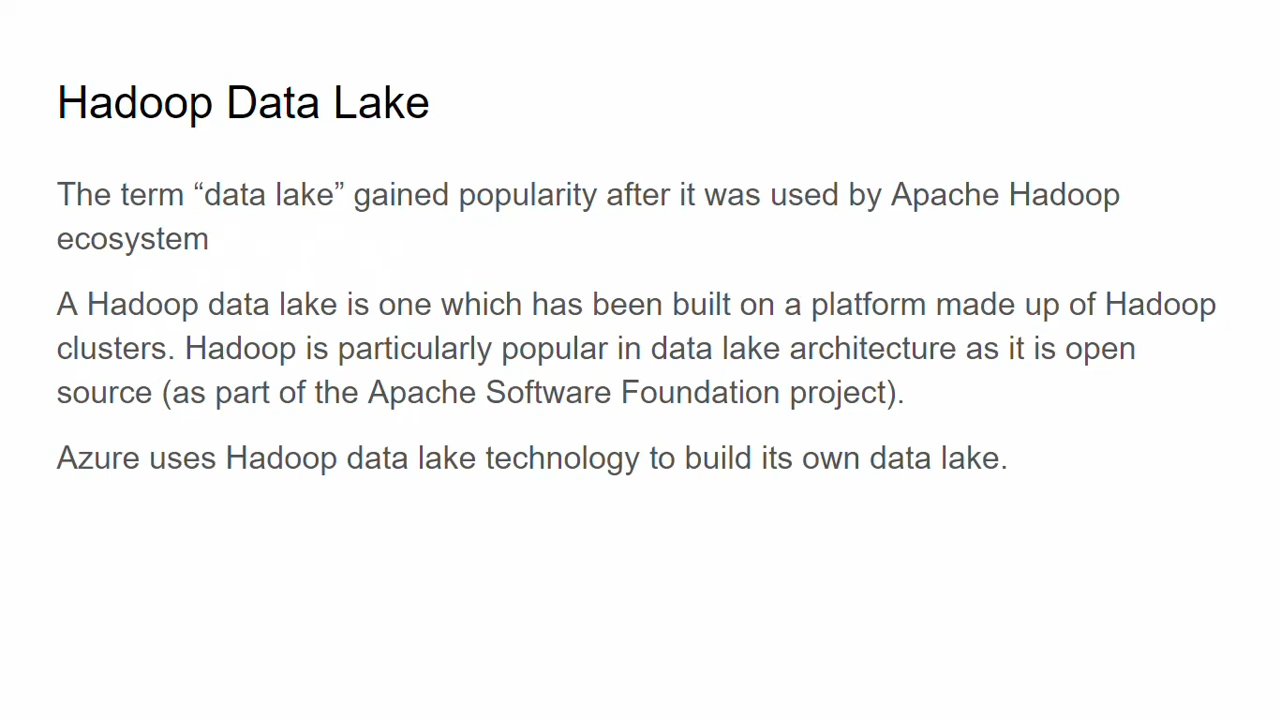 Hadoop Data Lake
The term “data lake” gained popularity after it was used by Apache Hadoop
ecosystem
A Hadoop data lake is one which has been built on a platform made up of Hadoop
clusters. Hadoop is particularly popular in data lake architecture as it is open
source (as part of the Apache Software Foundation project).
Azure uses Hadoop data lake technology to build its own data lake.